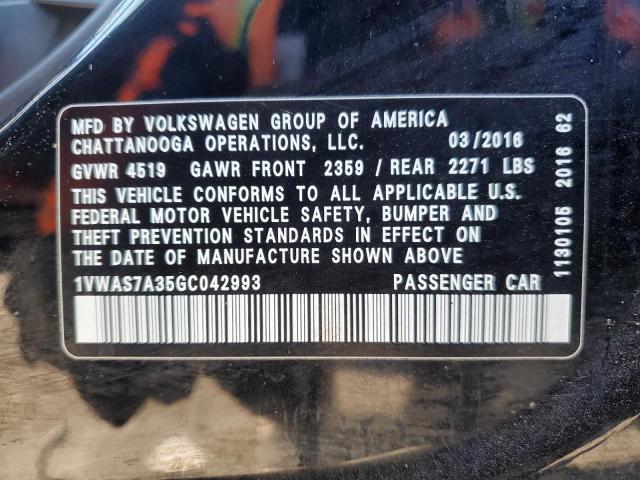 MFD BY VOLKSWAGEN GROUP OF AMERICA
CHATTANOOGA OPERATIONS, LLC. 03/2016
GVWR 4519 GAWR FRONT 2359 / REAR 2271 LBS
THIS VEHICLE CONFORMS TO ALL APPLICABLE U.S.
FEDERAL MOTOR VEHICLE SAFETY, BUMPER AND
THEFT PREVENTION STANDARDS IN EFFECT ON
THE DATE OF MANUFACTURE SHOWN ABOVE
1VWAS7A35GC042993 PASSENGER CAR
1130105 2016 62